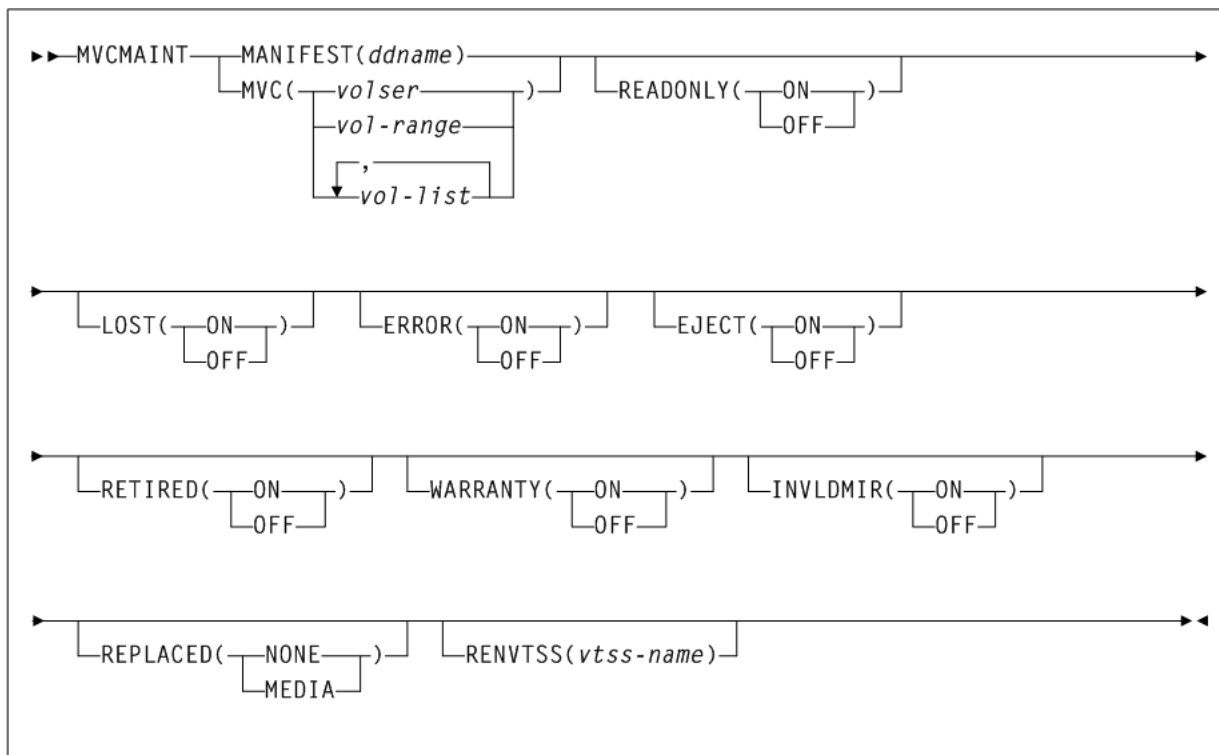 MVCMAINT MANIFEST(ddname)
MVC( volser )
vol-range
,
vol-list
READONLY( ON )
OFF
LOST( ON )
OFF
ERROR( ON )
OFF
EJECT( ON )
OFF
RETIRED( ON )
OFF
WARRANTY( ON )
OFF
INVLDMIR( ON )
OFF
REPLACED( NONE )
MEDIA
RENVTSS(vtss-name)